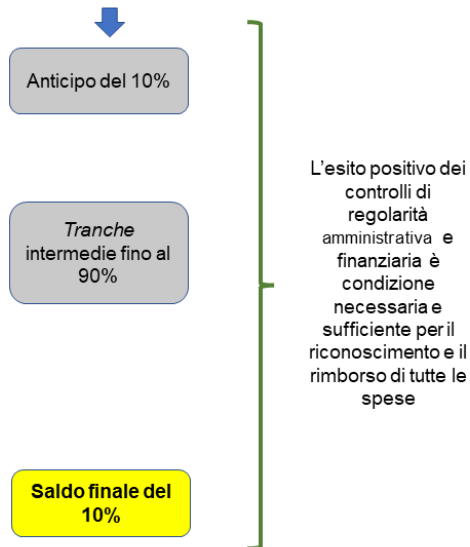 Anticipo del 10%
Tranche
intermedie fino al
90%
Saldo finale del
10%
L'esito positivo dei
controlli di
regolarità
amministrativa e
finanziaria è
condizione
necessaria e
sufficiente per il
riconoscimento e il
rimborso di tutte le
spese